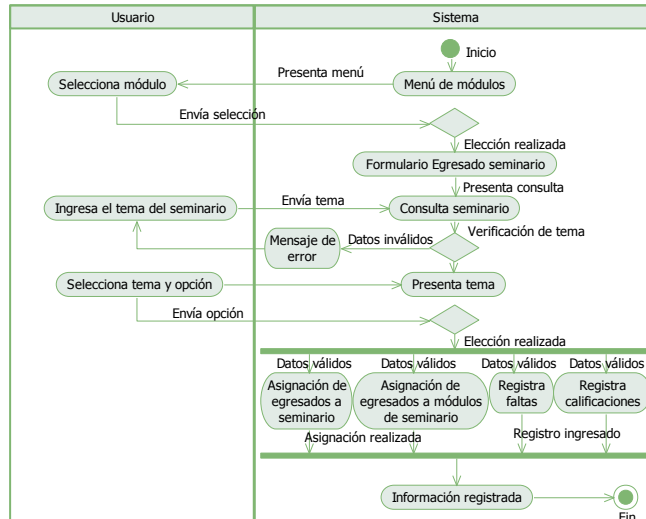 Usuario
Sistema
Inicio
Presenta menú
Selecciona módulo
Menú de módulos
Envía selección
Elección realizada
Formulario Egresado seminario
Presenta consulta
Ingresa el tema del seminario
Envía tema
Consulta seminario
Mensaje de
error
Datos inválidos
Verificación de tema
Selecciona tema y opción
Presenta tema
Envía opción
Elección realizada
Datos válidos
Datos válidos
Datos válidos
Datos válidos
Asignación de
egresados a
seminario
Asignación de
egresados a módulos
de seminario
Registra
faltas
Registra
calificaciones
Asignación realizada
Registro ingresado
Información registrada
Fin